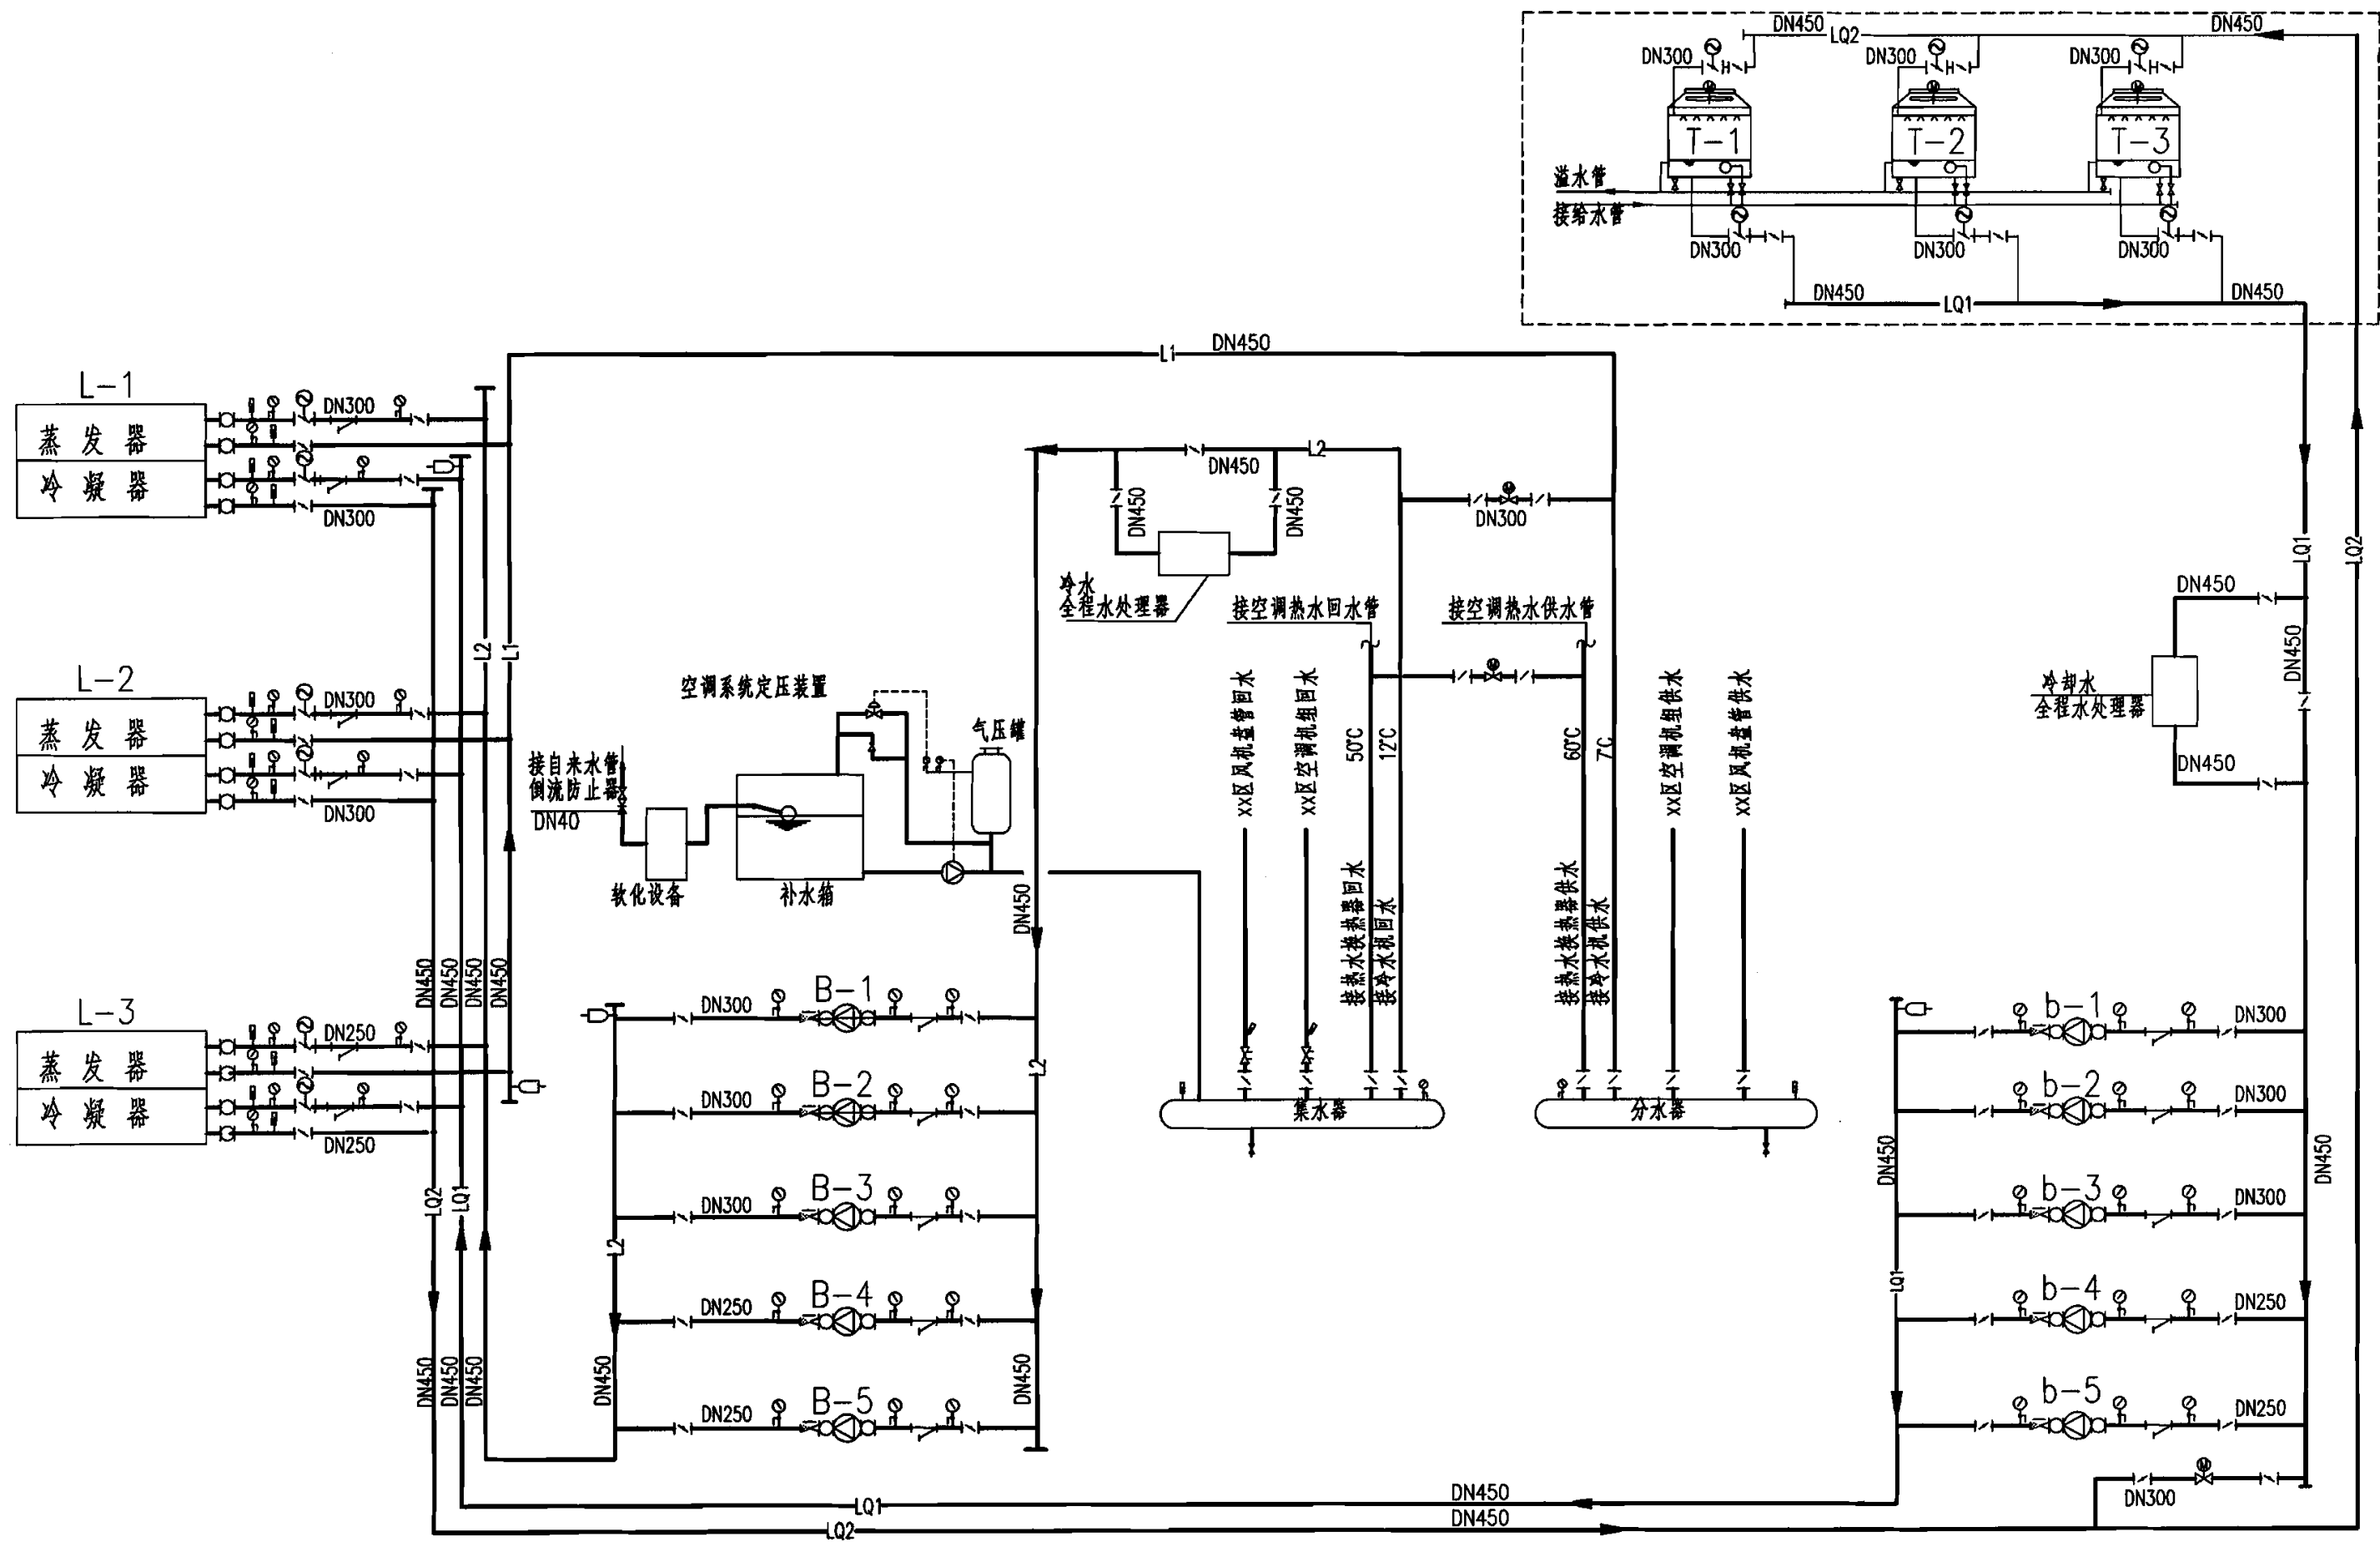 DN450
LQ2
DN450
DN300
DN300
DN300
T-1
T-2
T-3
溢水管
接给水管
DN300
DN300
DN300
DN450
LQ1
DN450
L1
DN450
L-1
蒸发器
冷凝器
DN300
DN300
L2
DN450
DN450
DN450
DN300
冷水
全程水处理器
接空调热水回水管
接空调热水供水管
LQ1
LQ2
DN450
DN450
冷却水
全程水处理器
DN450
L2
L1
L-2
蒸发器
冷凝器
DN300
DN300
空调系统定压装置
气压罐
接自来水管
倒流防止器
DN40
软化设备
补水箱
xx区风机盘管回水
xx区空调机组回水
50℃
12℃
60℃
7℃
xx区空调机组供水
xx区风机盘管供水
接热水换热器回水
接冷水机回水
接热水换热器供水
接冷水机供水
DN450
DN450
DN450
DN450
DN450
L-3
蒸发器
冷凝器
DN250
DN250
B-1
DN300
B-2
DN300
B-3
DN300
B-4
DN250
B-5
DN250
L2
L2
DN450
DN450
集水器
分水器
b-1
DN300
b-2
DN300
b-3
DN300
b-4
DN250
b-5
DN250
DN450
LQ1
DN450
DN300
LQ2
LQ1
DN450
DN450
DN450
LQ1
DN450
LQ2
DN450